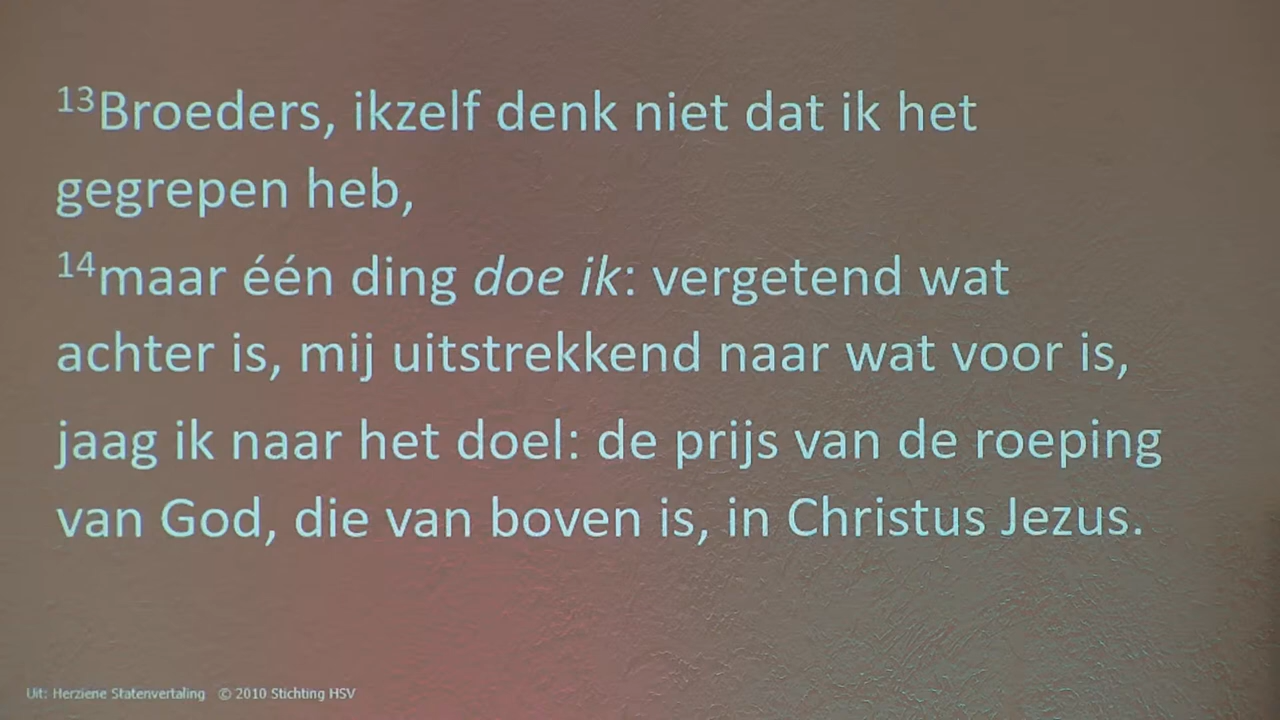 13Broeders, ikzelf denk niet dat ik het
gegrepen heb,
14maar één ding doe ik: vergetend wat
achter is, mij uitstrekkend naar wat voor is,
jaag ik naar het doel: de prijs van de roeping
van God, die van boven is, in Christus Jezus.
Uit: Herziene Statenvertaling © 2010 Stichting HSV